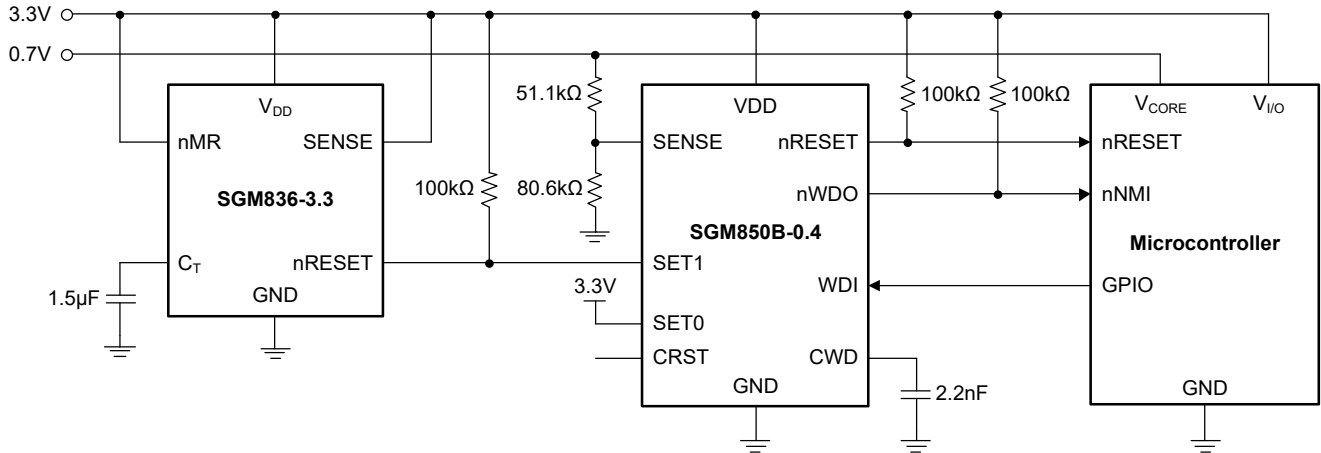 3.3V
0.7V
V_DD
nMR
SENSE
SGM836-3.3
C_T
nRESET
GND
1.5µF
100kΩ
51.1kΩ
80.6kΩ
VDD
SENSE
nRESET
nWDO
SGM850B-0.4
SET1
WDI
3.3V
SET0
CRST
CWD
GND
2.2nF
100kΩ
100kΩ
V_CORE
V_I/O
nRESET
nNMI
Microcontroller
GPIO
GND